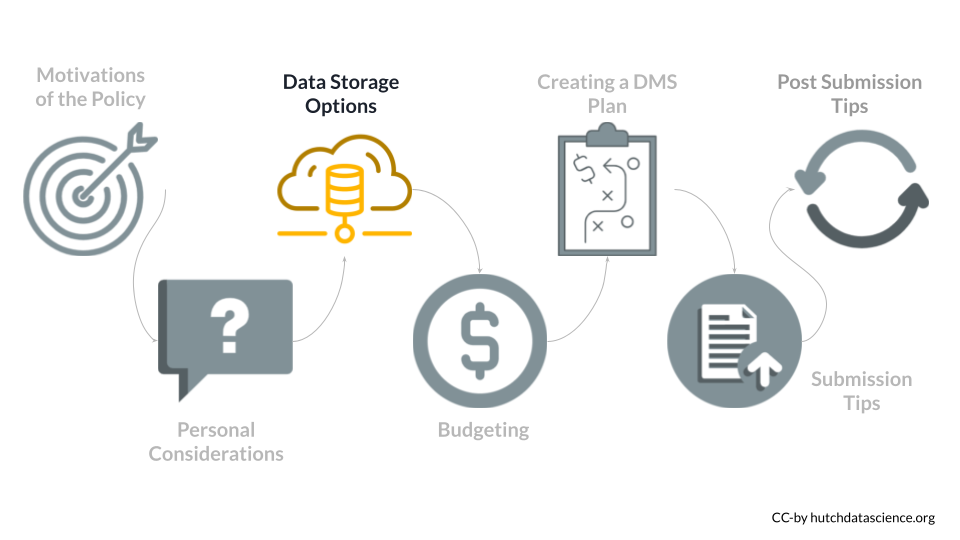 Motivations
of the Policy
Personal
Considerations
Data Storage
Options
Budgeting
Creating a DMS
Plan
Submission
Tips
Post Submission
Tips
CC-by hutchdatascience.org